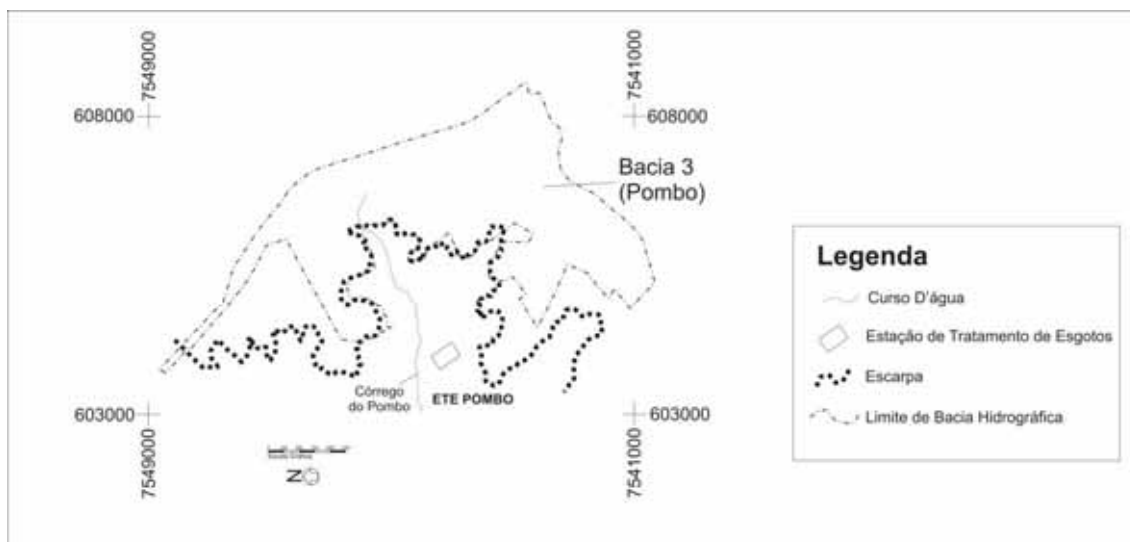 7549000
7541000
608000
608000
Bacia 3
(Pombo)
Legenda
Curso D'água
Estação de Tratamento de Esgotos
Escarpa
Limite de Bacia Hidrográfica
Córrego
do Pombo
ETE POMBO
603000
603000
7549000
7541000
N